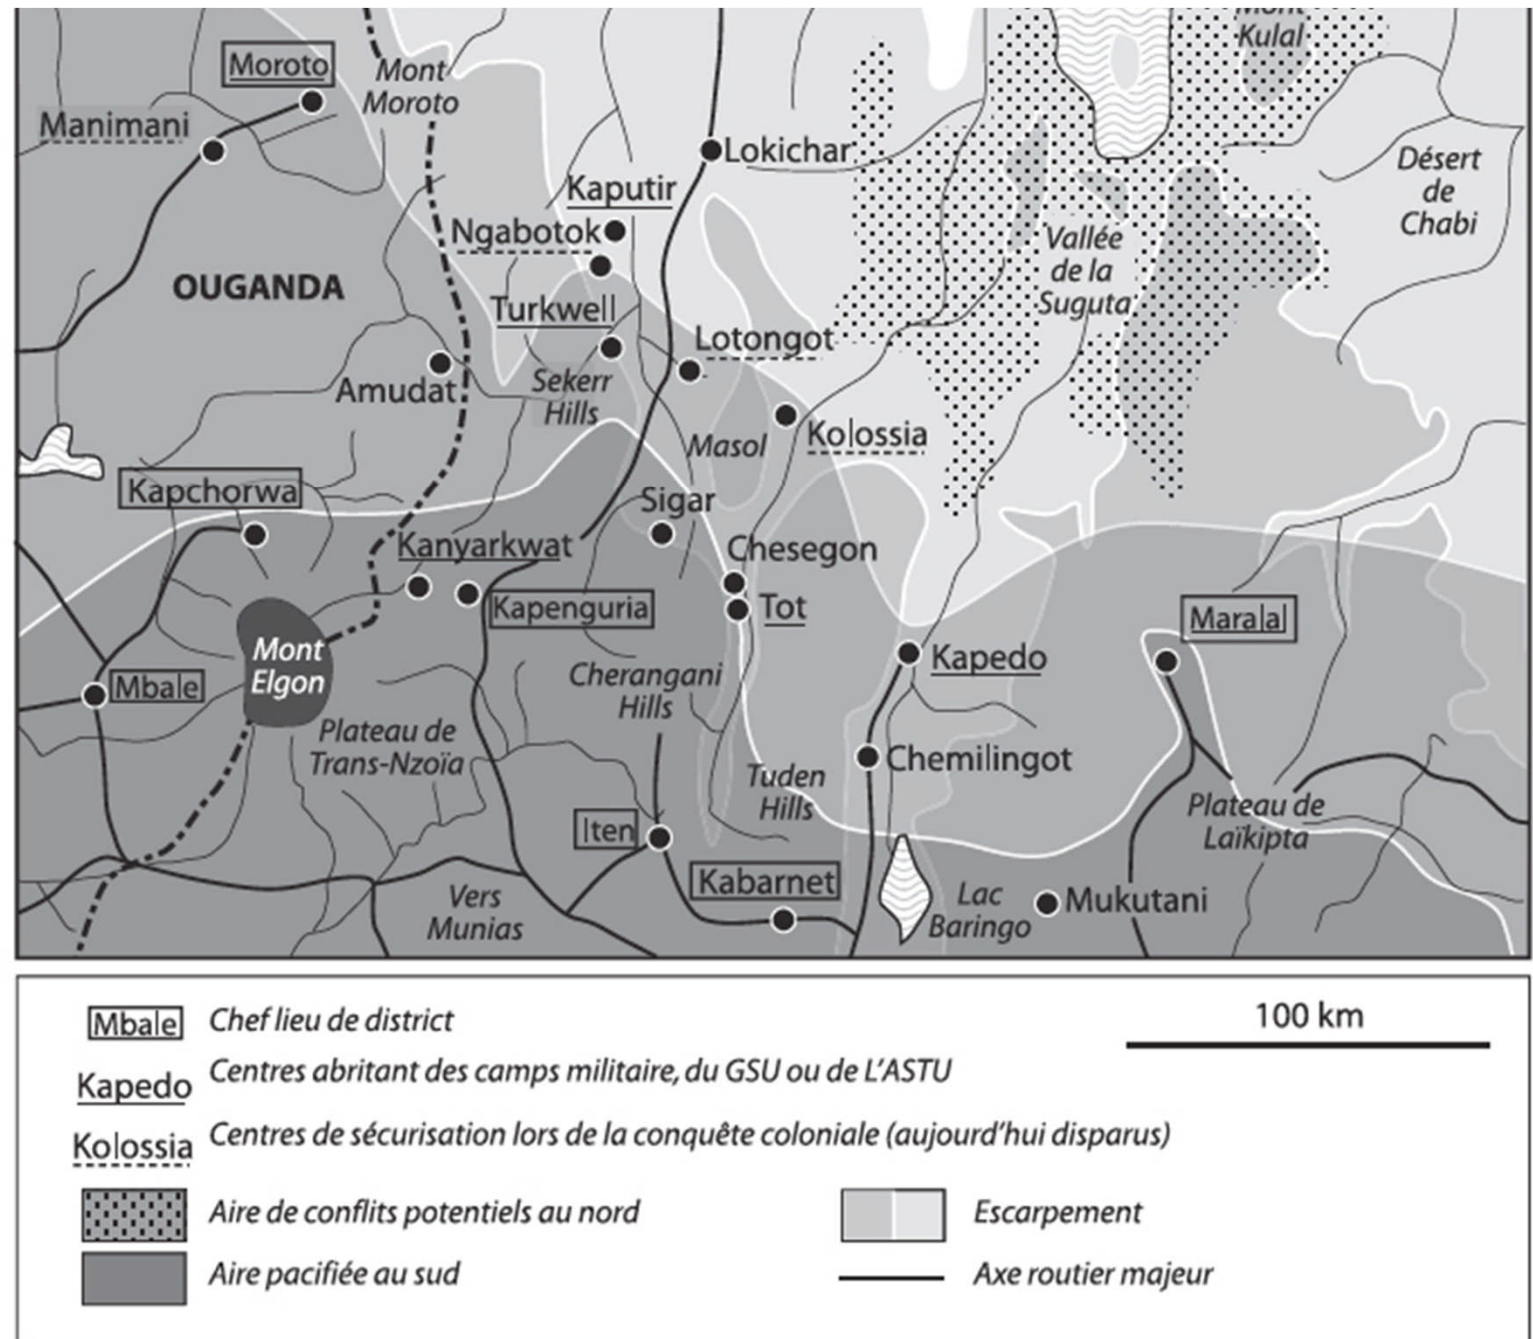 Mont
Kulal
Moroto
Mont
Moroto
Manimani
Lokichar
Désert
de
Chabi
Kaputir
Ngabotok
Vallée
de la
Suguta
OUGANDA
Turkwell
Lotongot
Amudat
Sekerr
Hills
Masol
Kolossia
Kapchorwa
Sigar
Kanyarkwat
Chesegon
Kapenguria
Tot
Maralal
Mont
Elgon
Kapedo
Mbale
Cherangani
Hills
Plateau de
Trans-Nzoïa
Chemilingot
Tuden
Hills
Plateau de
Laïkipta
Iten
Kabarnet
Vers
Munias
Lac
Baringo
Mukutani
Mbale Chef lieu de district
100 km
Kapedo Centres abritant des camps militaire, du GSU ou de L'ASTU
Kolossia Centres de sécurisation lors de la conquête coloniale (aujourd'hui disparus)
Aire de conflits potentiels au nord
Escarpement
Aire pacifiée au sud
Axe routier majeur